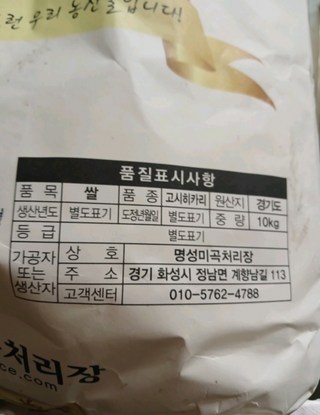 런 우리 농산물입니다!
품질표시사항
품 목 쌀 품 종 고시히카리 원산지 경기도
생산년도 별도표기 도정년월일 별도표기 중 량 10kg
등 급 별도표기
가공자 또는 생산자 상 호 명성미곡처리장
주 소 경기 화성시 정남면 계향남길 113
고객센터 010-5762-4788
처리장
ce.com